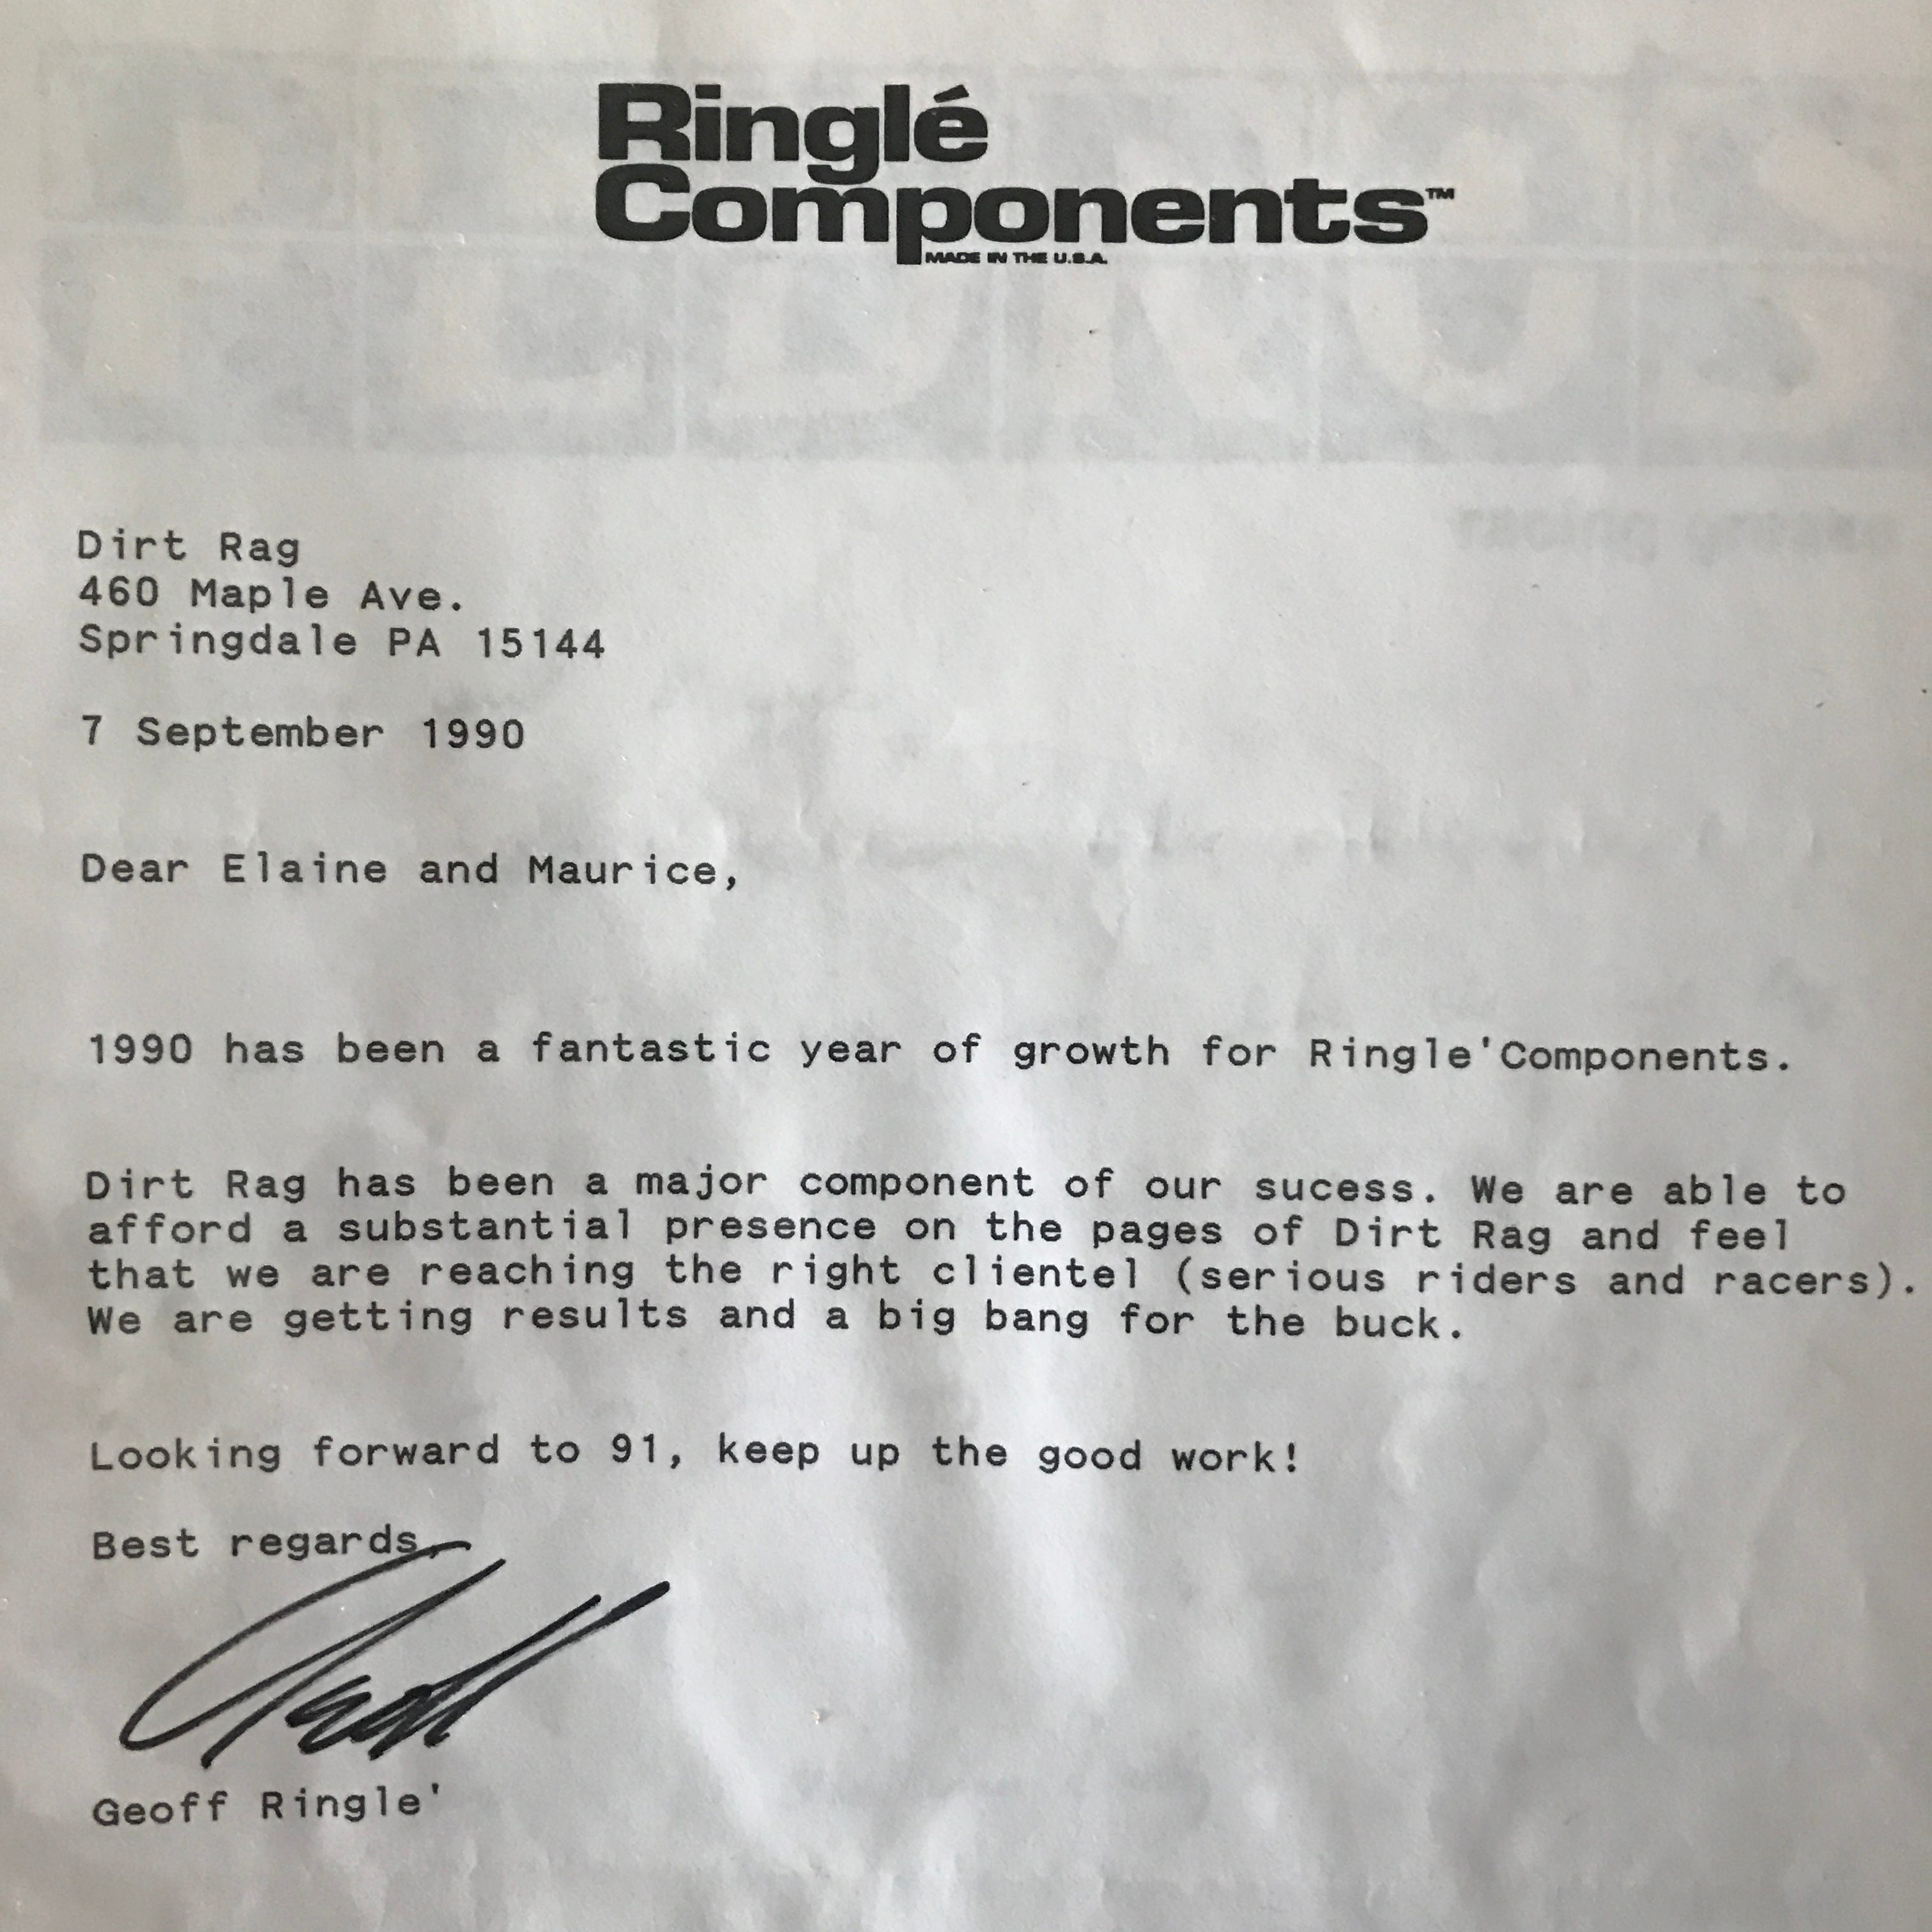 Ringlé
Components™
MADE IN THE U.S.A.
racing grease
Dirt Rag
460 Maple Ave.
Springdale PA 15144
7 September 1990
Dear Elaine and Maurice,
1990 has been a fantastic year of growth for Ringle'Components.
Dirt Rag has been a major component of our sucess. We are able to
afford a substantial presence on the pages of Dirt Rag and feel
that we are reaching the right clientel (serious riders and racers).
We are getting results and a big bang for the buck.
Looking forward to 91, keep up the good work!
Best regards,
Geoff
Geoff Ringle'